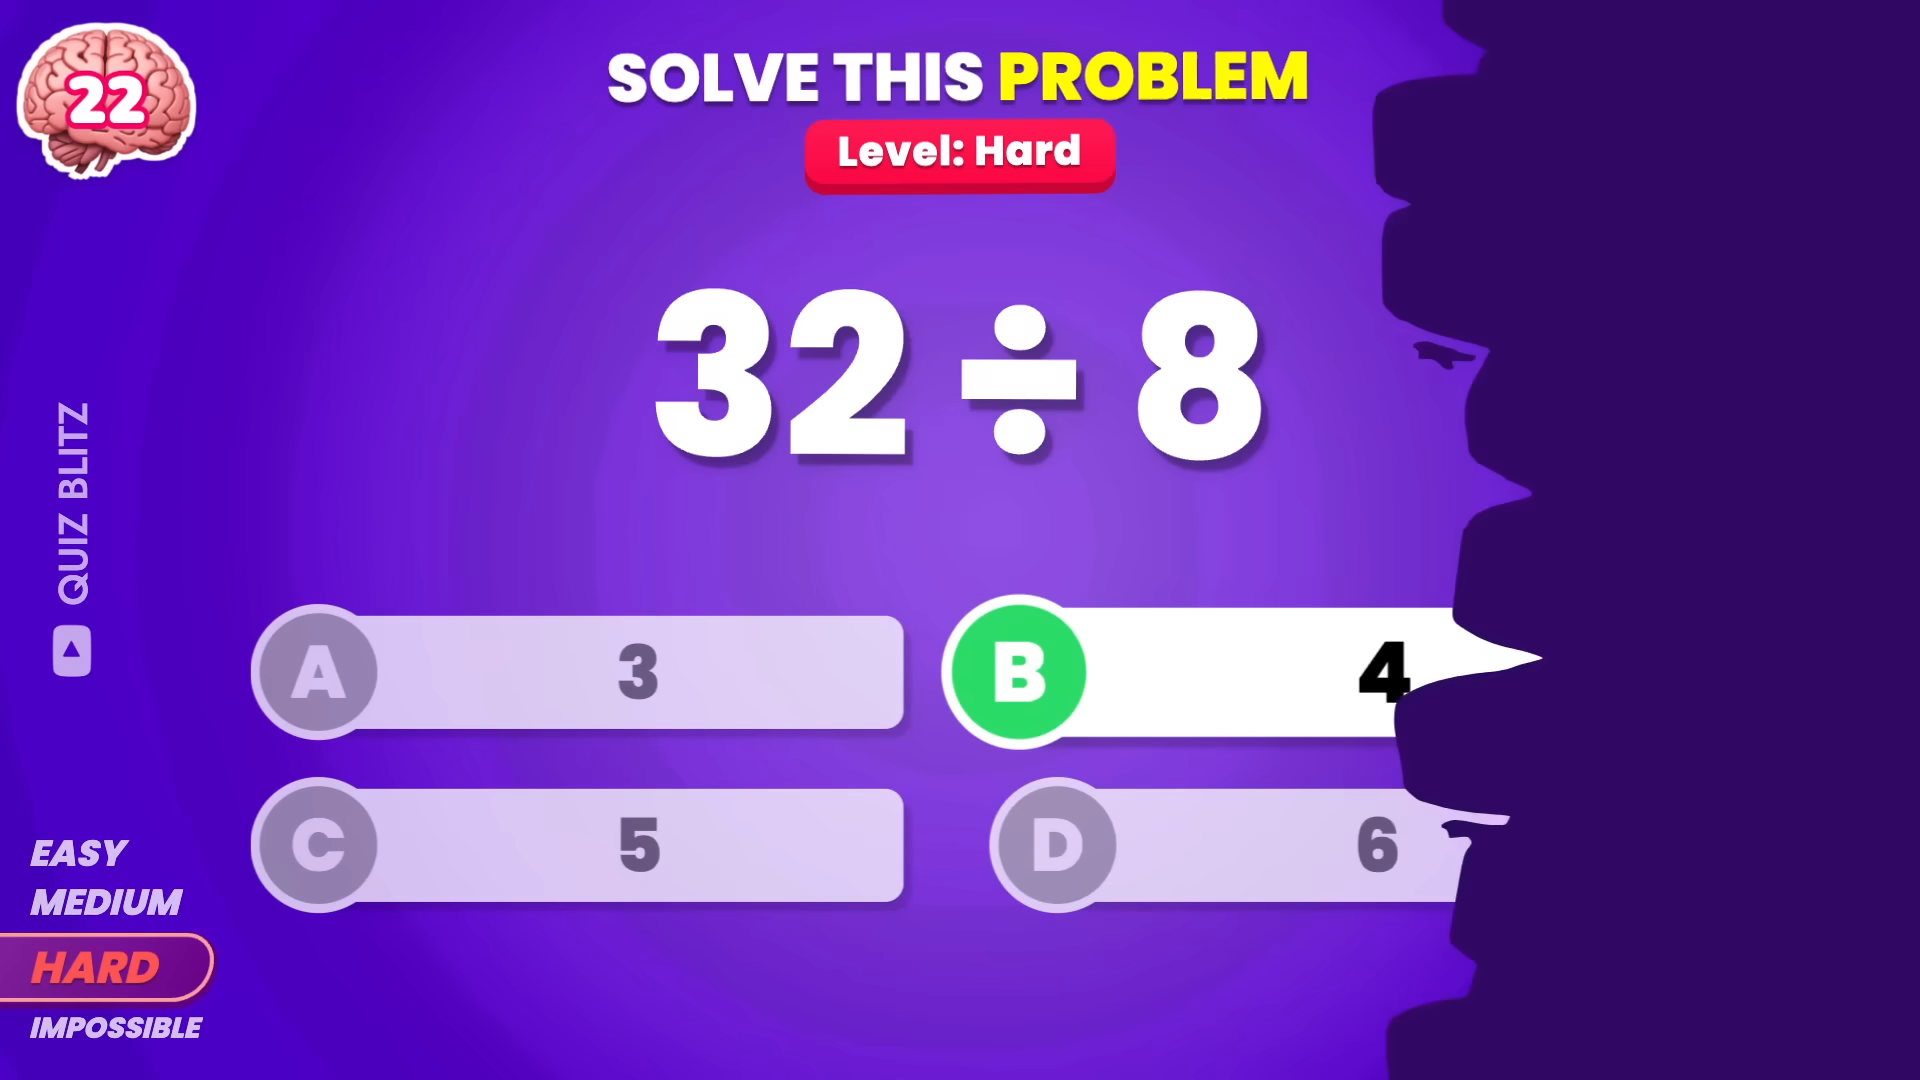 22
SOLVE THIS PROBLEM
Level: Hard
32 ÷ 8
QUIZ BLITZ
A 3
B 4
C 5
D 6
EASY
MEDIUM
HARD
IMPOSSIBLE